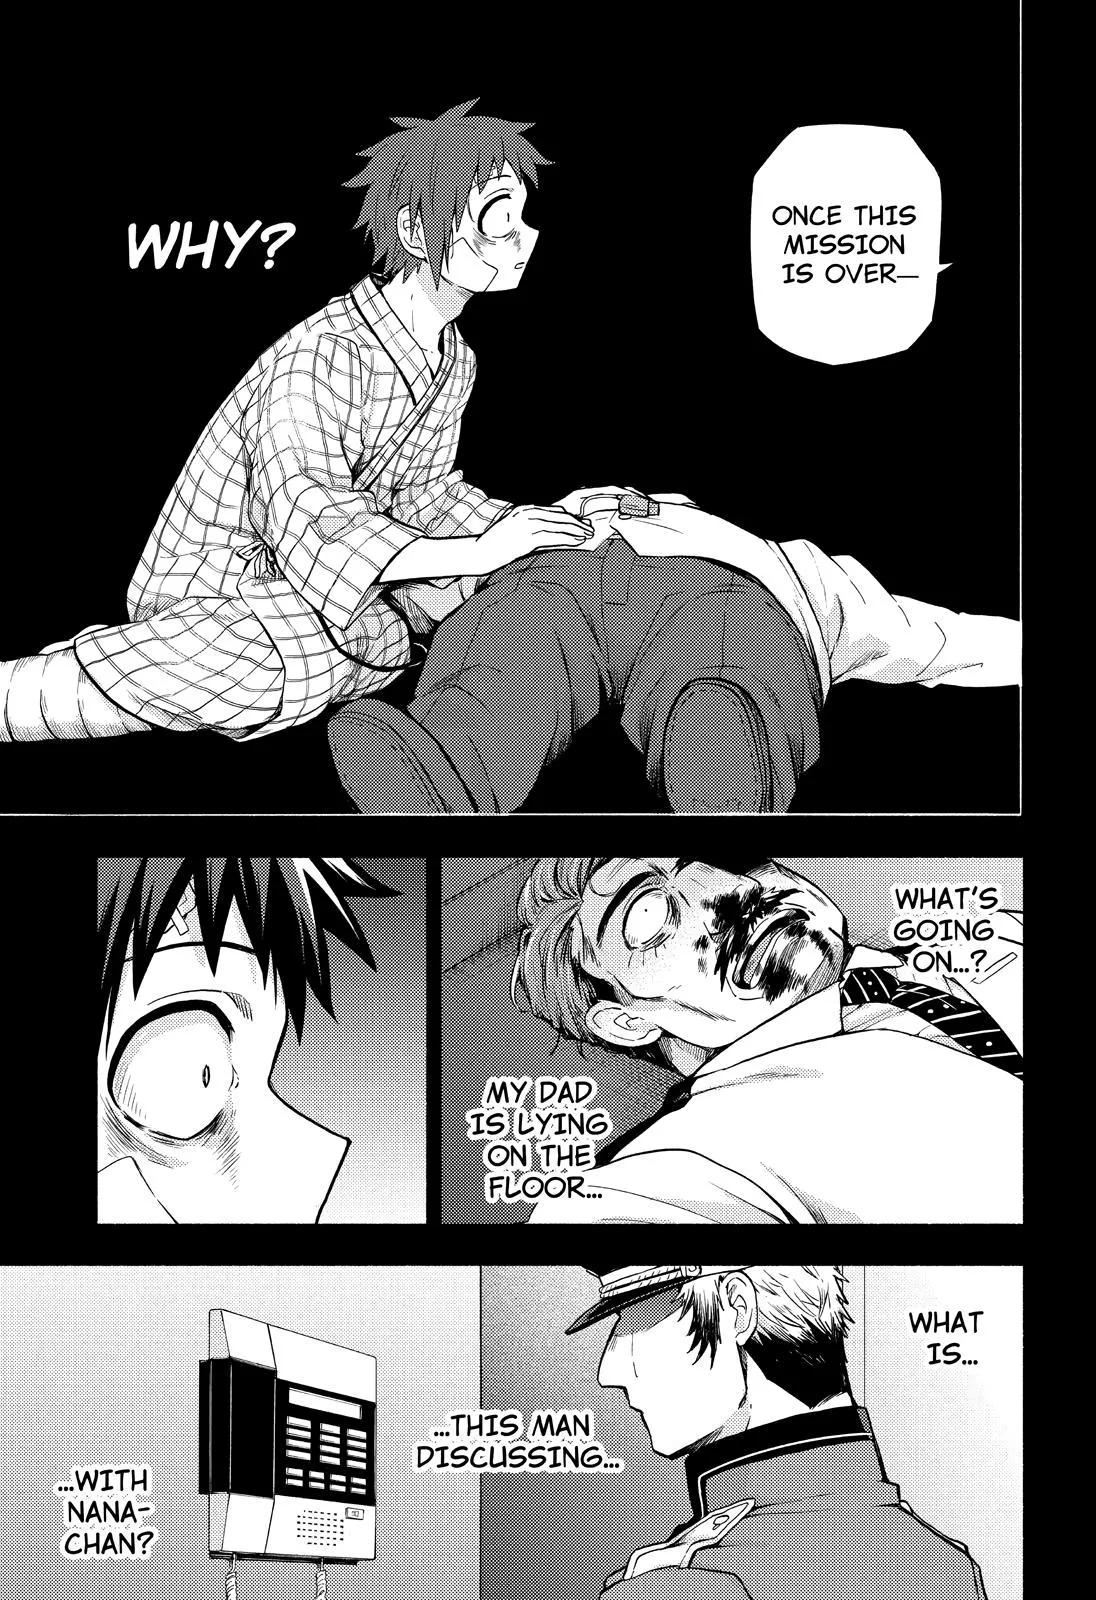 ONCE THIS
MISSION
IS OVER—
WHY?
WHAT'S
GOING
ON...?
MY DAD
IS LYING
ON THE
FLOOR...
WHAT
IS...
...THIS MAN
DISCUSSING...
...WITH
NANA-
CHAN?